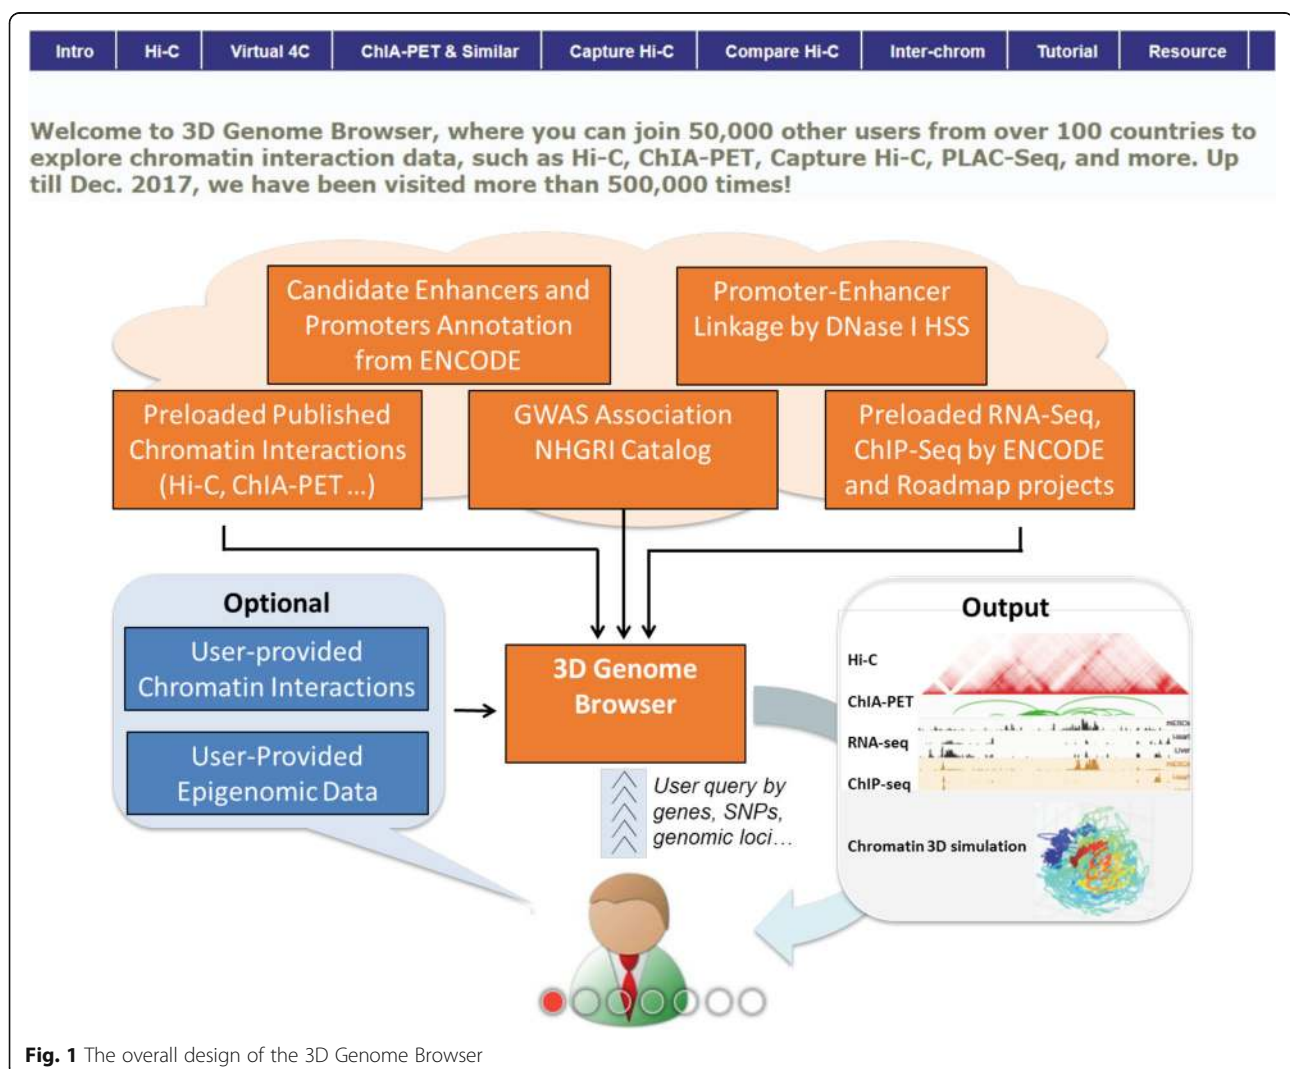 Intro Hi-C Virtual 4C ChIA-PET & Similar Capture Hi-C Compare Hi-C Inter-chrom Tutorial Resource
Welcome to 3D Genome Browser, where you can join 50,000 other users from over 100 countries to
explore chromatin interaction data, such as Hi-C, ChIA-PET, Capture Hi-C, PLAC-Seq, and more. Up
till Dec. 2017, we have been visited more than 500,000 times!
Candidate Enhancers and
Promoters Annotation
from ENCODE
Promoter-Enhancer
Linkage by DNase I HSS
Preloaded Published
Chromatin Interactions
(Hi-C, ChIA-PET ...)
GWAS Association
NHGRI Catalog
Preloaded RNA-Seq,
ChIP-Seq by ENCODE
and Roadmap projects
Optional
User-provided
Chromatin Interactions
User-Provided
Epigenomic Data
3D Genome
Browser
User query by
genes, SNPs,
genomic loci...
Output
Hi-C
ChIA-PET
RNA-seq
Liver
ChIP-seq
Chromatin 3D simulation
Fig. 1 The overall design of the 3D Genome Browser